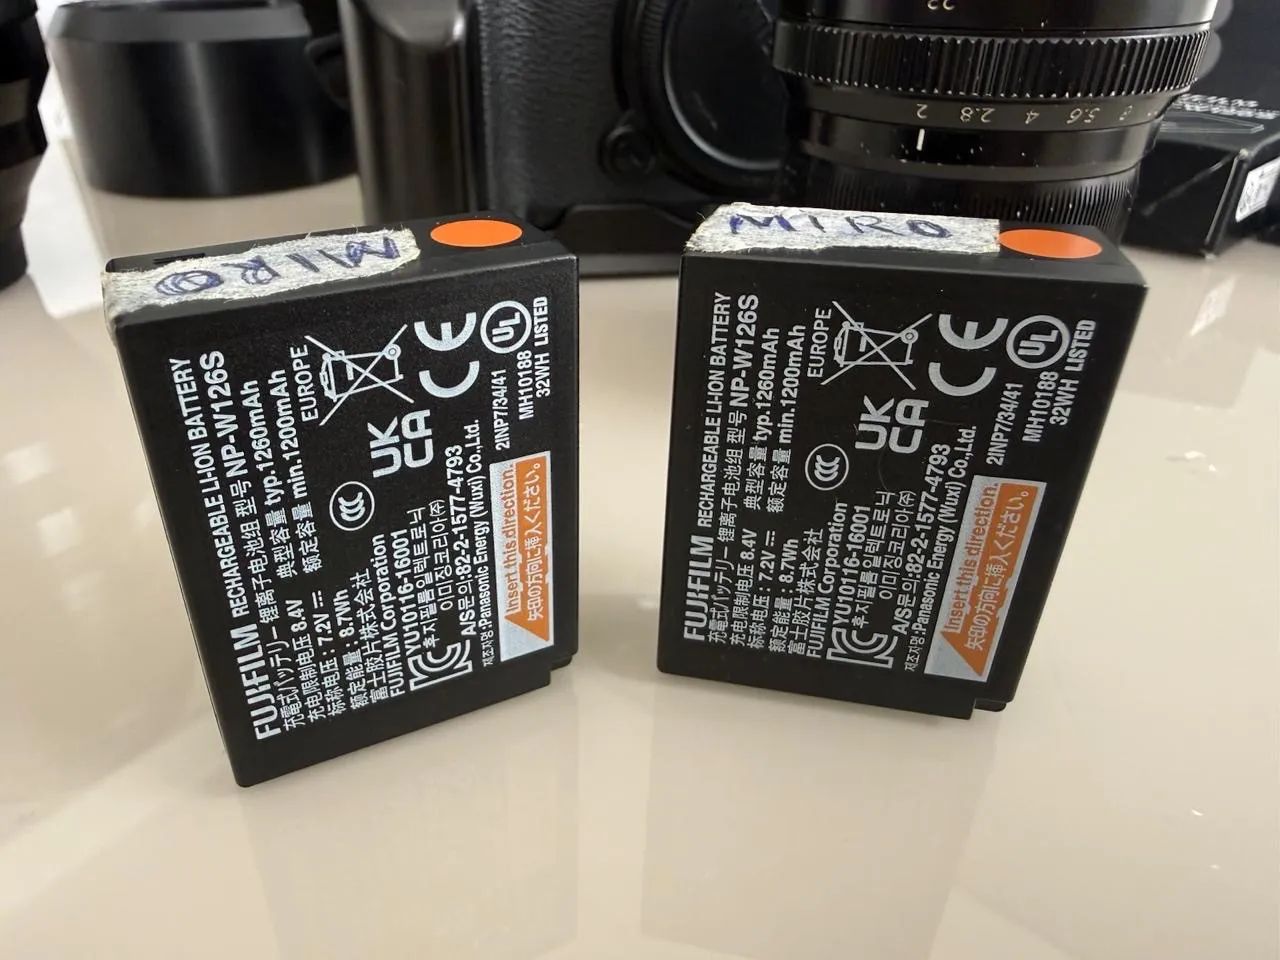 MIRO
FUJIFILM RECHARGEABLE LI-ION BATTERY
充電式バッテリー 锂离子电池组 型号 NP-W126S
充电限制电压 8.4V 典型容量 typ.1260mAh
标称电压：7.2V ⎓ 额定容量 min.1200mAh
额定能量：8.7Wh
EUROPE
富士胶片株式会社
FUJIFILM Corporation
YU10116-16001
후지필름일렉트로닉
이미징코리아(주)
A/S문의:82-2-1577-4793
제조자명:Panasonic Energy (Wuxi) Co.,Ltd.
CCC
UK
CA
CE
UL
LISTED
2INP7/34/41
MH10188
32WH
Insert this direction.
矢印の方向に挿入ください。
MIRO
FUJIFILM RECHARGEABLE LI-ION BATTERY
充電式バッテリー 锂离子电池组 型号 NP-W126S
充电限制电压 8.4V 典型容量 typ.1260mAh
标称电压：7.2V ⎓ 额定容量 min.1200mAh
额定能量：8.7Wh
EUROPE
富士胶片株式会社
FUJIFILM Corporation
YU10116-16001
후지필름일렉트로닉
이미징코리아(주)
A/S문의:82-2-1577-4793
제조자명:Panasonic Energy (Wuxi) Co.,Ltd.
CCC
UK
CA
CE
UL
LISTED
2INP7/34/41
MH10188
32WH
Insert this direction.
矢印の方向に挿入ください。
22
2 2.8 4 5.6